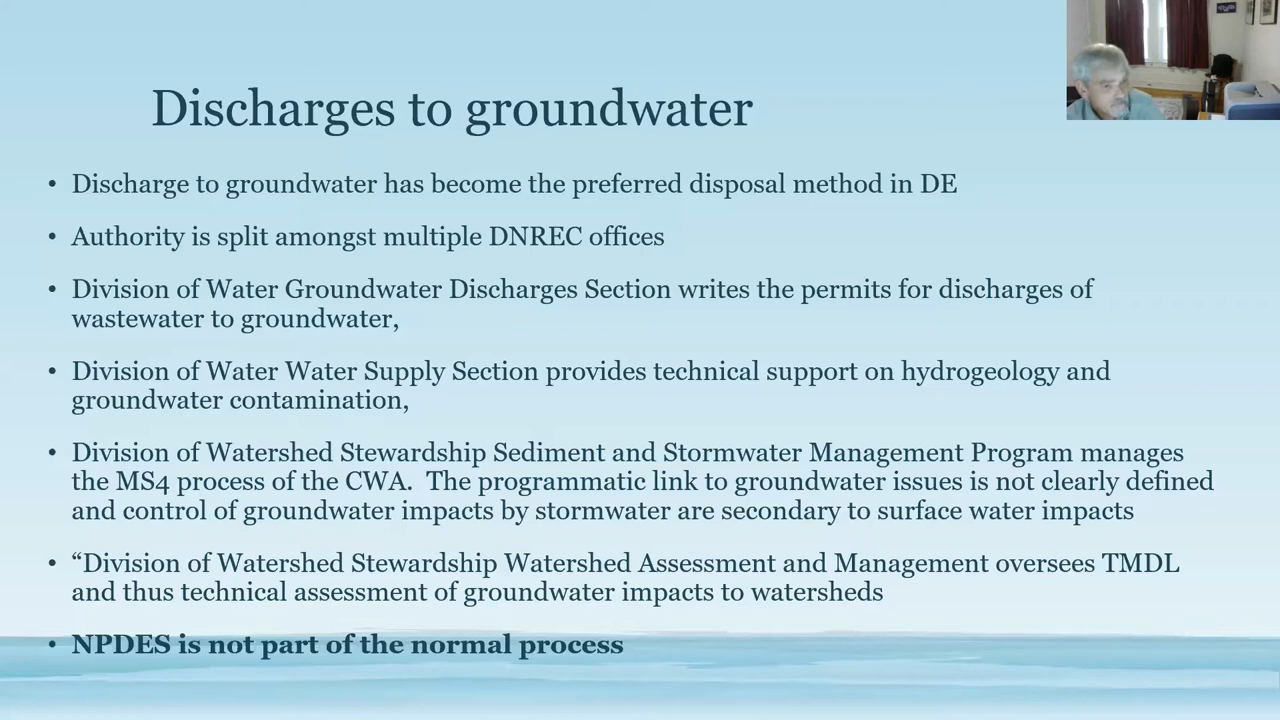 Discharges to groundwater
• Discharge to groundwater has become the preferred disposal method in DE
• Authority is split amongst multiple DNREC offices
• Division of Water Groundwater Discharges Section writes the permits for discharges of
wastewater to groundwater,
• Division of Water Water Supply Section provides technical support on hydrogeology and
groundwater contamination,
• Division of Watershed Stewardship Sediment and Stormwater Management Program manages
the MS4 process of the CWA.  The programmatic link to groundwater issues is not clearly defined
and control of groundwater impacts by stormwater are secondary to surface water impacts
• “Division of Watershed Stewardship Watershed Assessment and Management oversees TMDL
and thus technical assessment of groundwater impacts to watersheds
• NPDES is not part of the normal process